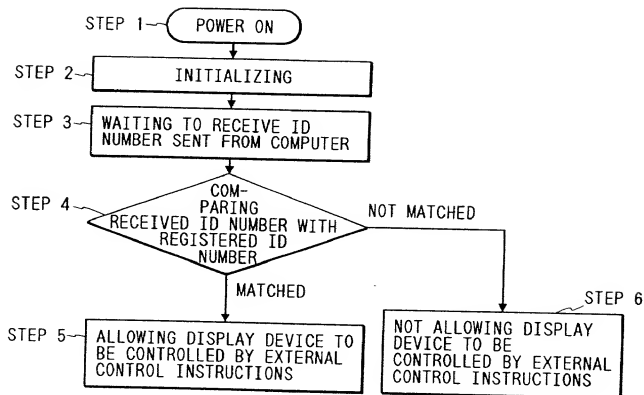 STEP 1
POWER ON
STEP 2
INITIALIZING
STEP 3
WAITING TO RECEIVE ID
NUMBER SENT FROM COMPUTER
STEP 4
COM-
PARING
RECEIVED ID NUMBER WITH
REGISTERED ID
NUMBER
NOT MATCHED
MATCHED
STEP 5
ALLOWING DISPLAY DEVICE TO
BE CONTROLLED BY EXTERNAL
CONTROL INSTRUCTIONS
STEP 6
NOT ALLOWING DISPLAY
DEVICE TO BE
CONTROLLED BY EXTERNAL
CONTROL INSTRUCTIONS